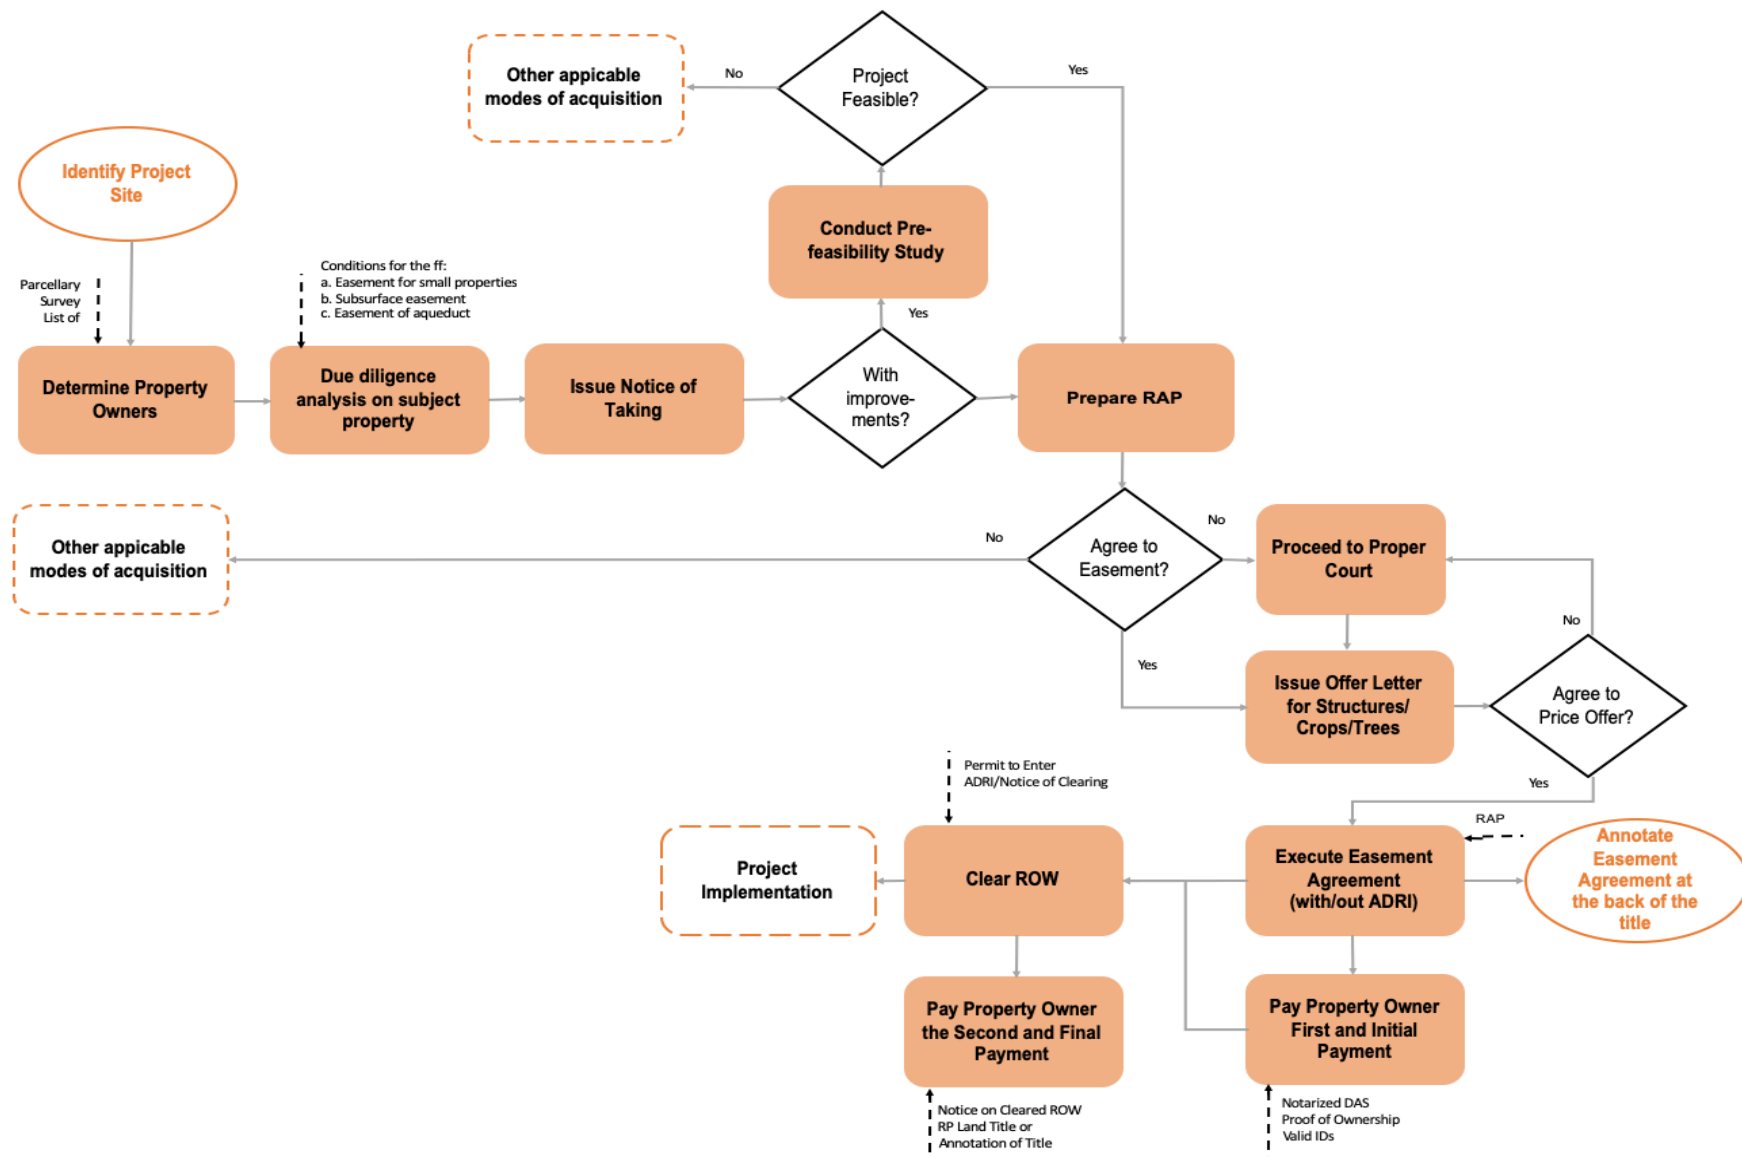 Project
Feasible?
No
Yes
Other appicable
modes of acquisition
Identify Project
Site
Conduct Pre-
feasibility Study
Yes
Parcellary
Survey
List of
Conditions for the ff:
a. Easement for small properties
b. Subsurface easement
c. Easement of aqueduct
Determine Property
Owners
Due diligence
analysis on subject
property
Issue Notice of
Taking
With
improve-
ments?
Prepare RAP
Other appicable
modes of acquisition
No
Agree to
Easement?
No
Proceed to Proper
Court
Yes
No
Issue Offer Letter
for Structures/
Crops/Trees
Agree to
Price Offer?
Yes
Permit to Enter
ADRI/Notice of Clearing
RAP
Project
Implementation
Clear ROW
Execute Easement
Agreement
(with/out ADRI)
Annotate
Easement
Agreement at
the back of the
title
Pay Property Owner
the Second and Final
Payment
Pay Property Owner
First and Initial
Payment
Notice on Cleared ROW
RP Land Title or
Annotation of Title
Notarized DAS
Proof of Ownership
Valid IDs